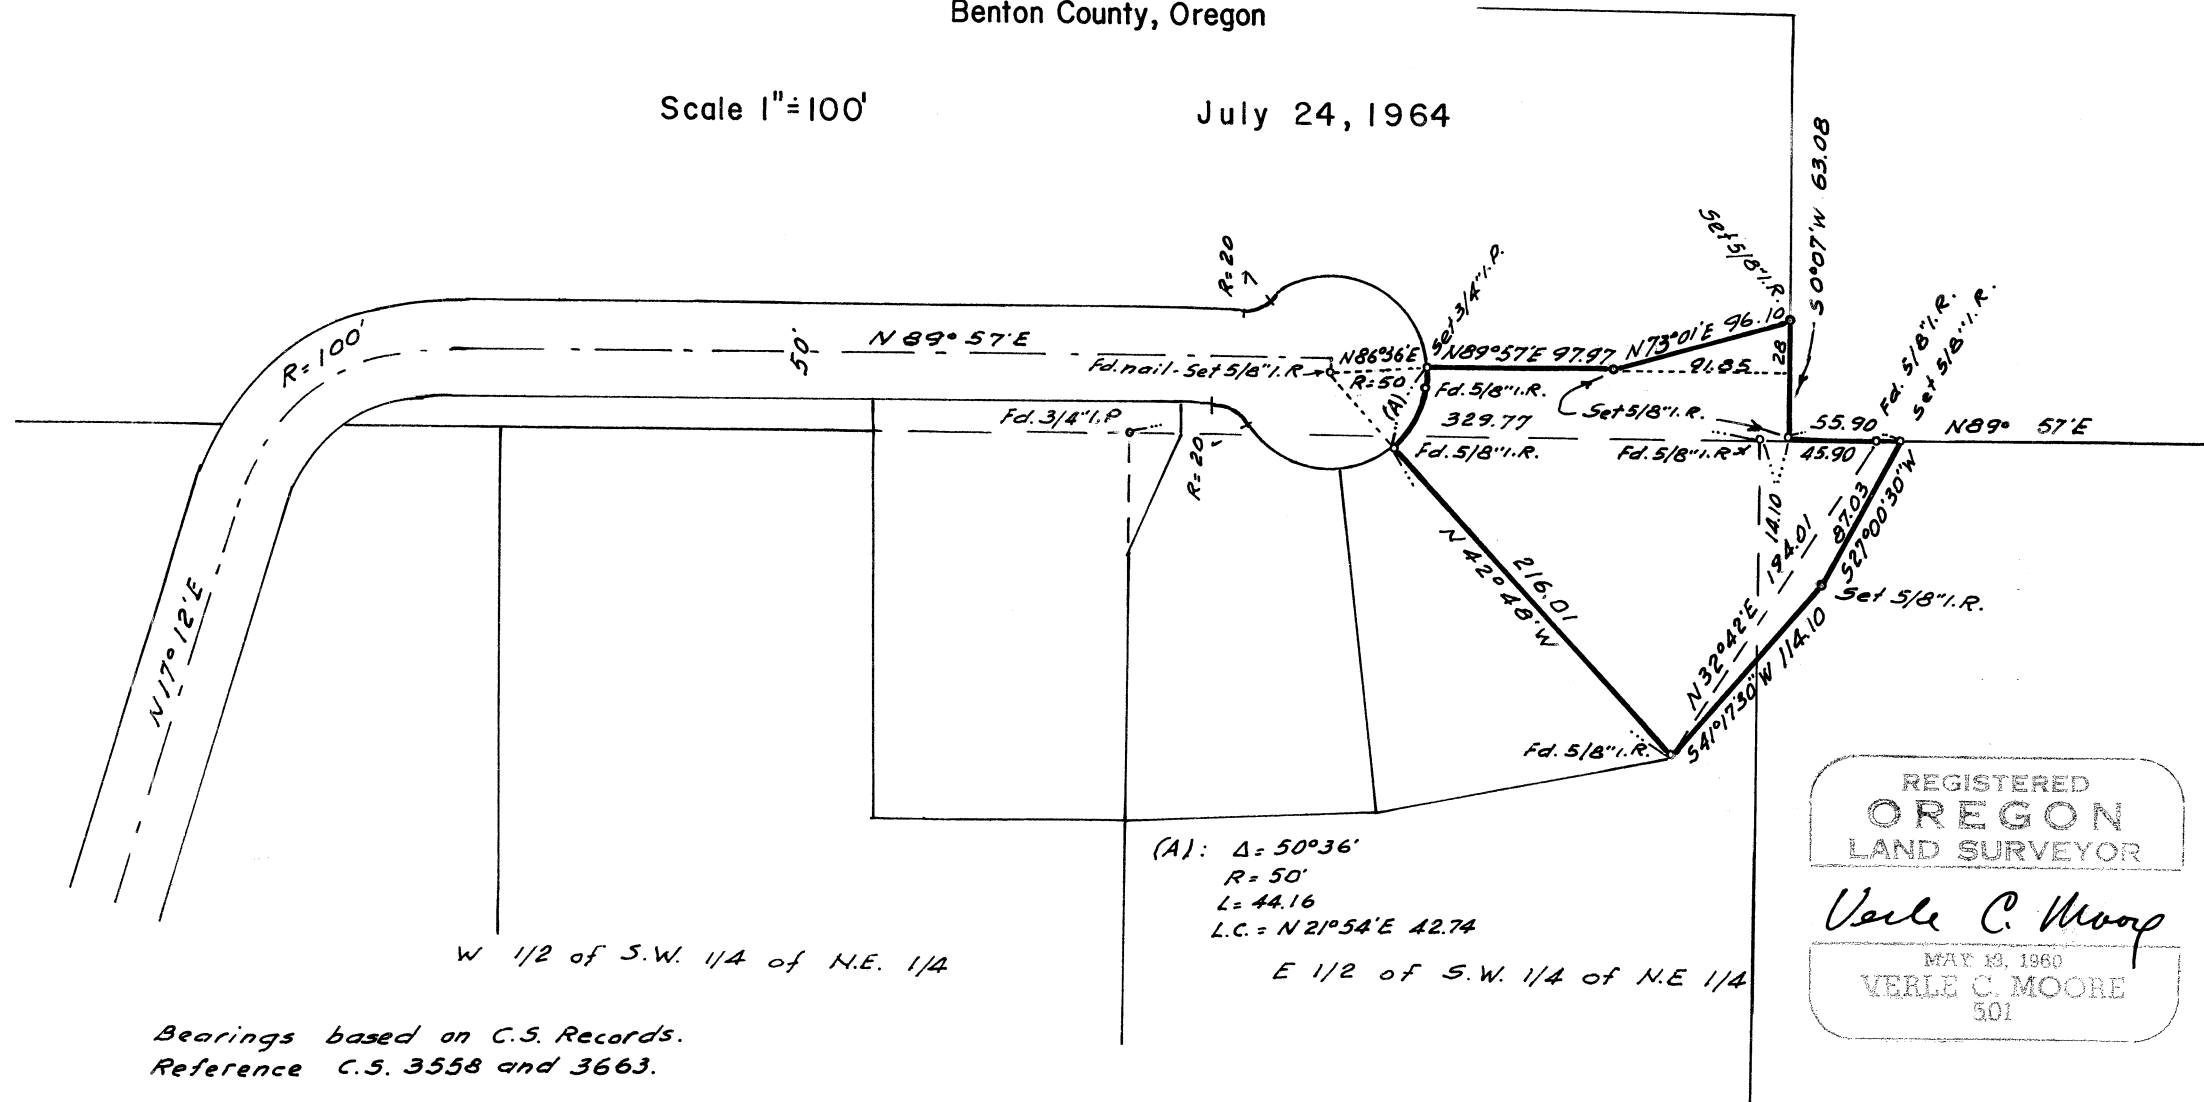 Benton County, Oregon
Scale 1"≐100'
July 24, 1964
S 0°07'W 63.08
Set 5/8" I.R.
R=20
Set 3/4" I.P.
Fd. 5/8" I.R.
Set 5/8" I.R.
R=100'
50'
N 89° 57'E
Fd. nail - Set 5/8" I.R.
N86°36'E
R=50
(A)
N89°57'E 97.97
N73°01'E 96.10
91.85
28
Fd. 5/8" I.R.
Set 5/8" I.R.
329.77
Fd. 3/4" I.P
R=20
Fd. 5/8" I.R.
Fd. 5/8" I.R.
55.90
45.90
N89° 57'E
14.10
194.01
N32°42'E
87.03
S27°00'30"W
216.01
N 42°48'W
Set 5/8" I.R.
S41°17'30"W 114.10
N17°12'E
Fd. 5/8" I.R.
(A): Δ= 50°36'
R= 50'
L= 44.16
L.C. = N 21°54'E 42.74
W 1/2 of S.W. 1/4 of N.E. 1/4
E 1/2 of S.W. 1/4 of N.E 1/4
Bearings based on C.S. Records.
Reference C.S. 3558 and 3663.
REGISTERED
OREGON
LAND SURVEYOR
Verle C. Moore
MAY 13, 1960
VERLE C. MOORE
501